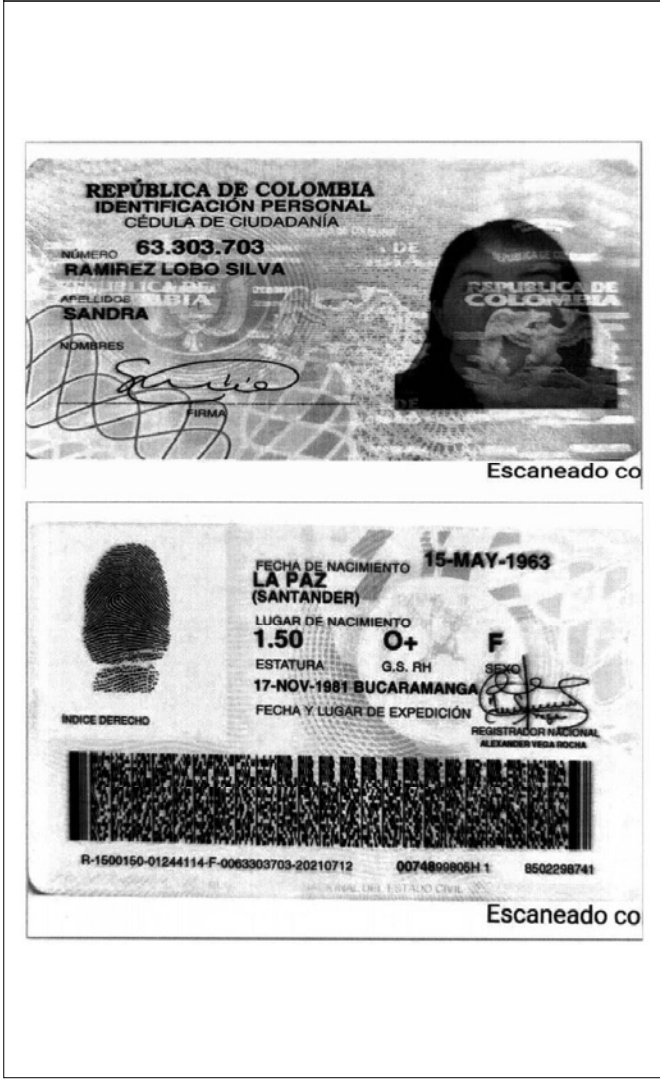 REPÚBLICA DE COLOMBIA
IDENTIFICACIÓN PERSONAL
CÉDULA DE CIUDADANÍA
NÚMERO 63.303.703
RAMIREZ LOBO SILVA
APELLIDOS
SANDRA
NOMBRES
FIRMA
REPUBLICA DE
COLOMBIA
Escaneado co
FECHA DE NACIMIENTO 15-MAY-1963
LA PAZ
(SANTANDER)
LUGAR DE NACIMIENTO
1.50 O+ F
ESTATURA G.S. RH SEXO
17-NOV-1981 BUCARAMANGA
FECHA Y LUGAR DE EXPEDICIÓN
REGISTRADOR NACIONAL
ALEXANDER VEGA ROCHA
ÍNDICE DERECHO
R-1500150-01244114-F-0063303703-20210712 0074899805H 1 8502298741
Escaneado co